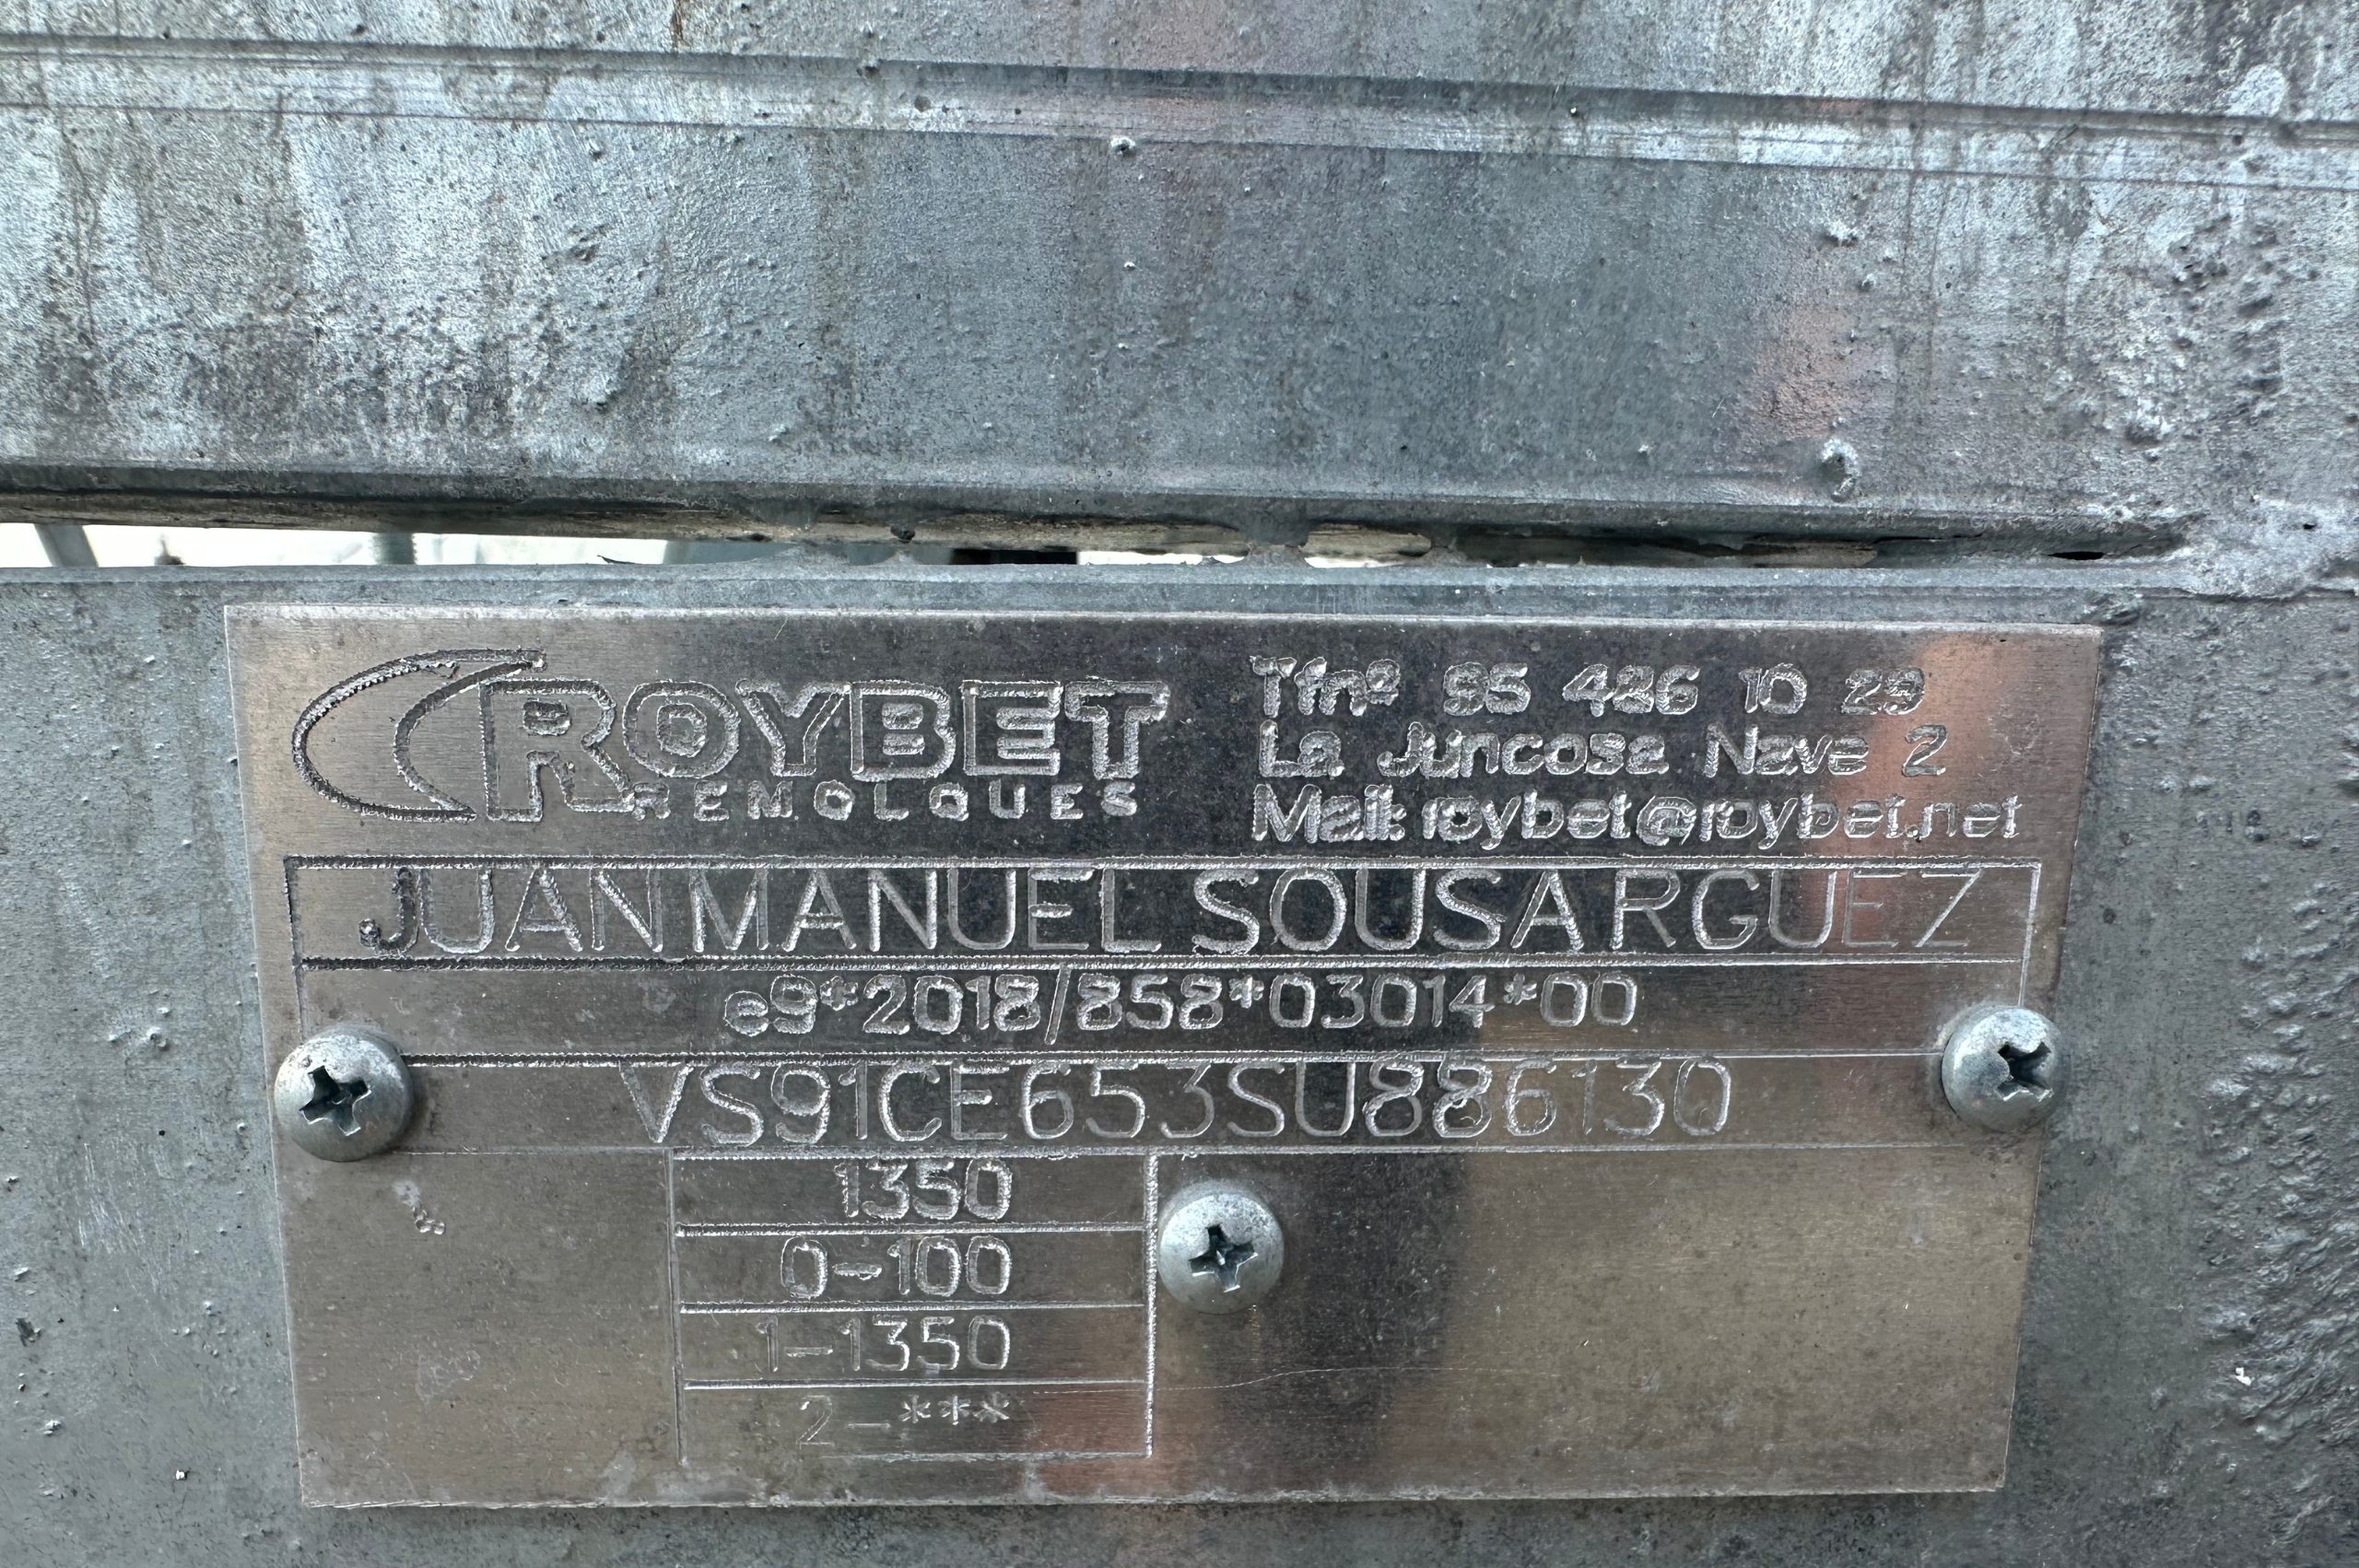 ROYBET
REMOLQUES
Tfnº 95 486 10 29
La Juncosa Nave 2
Mail: roybet@roybet.net
JUAN MANUEL SOUSA RGUEZ
e9*2018/858*03014*00
VS91CE653SU886130
1350
0-100
1-1350
2-***